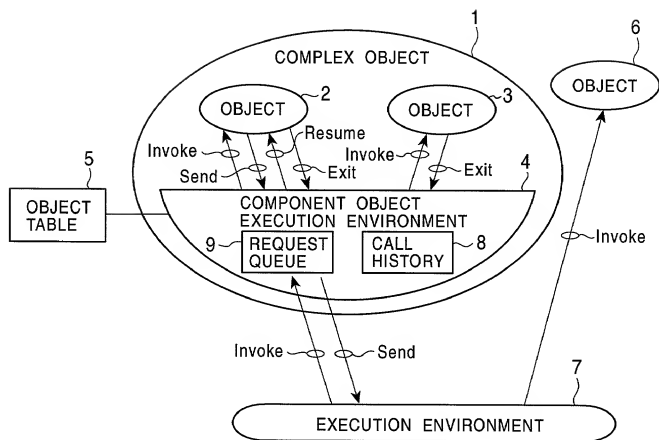 1
COMPLEX OBJECT
6
OBJECT
2
OBJECT
3
OBJECT
Resume
Invoke
Invoke
Send
Exit
Exit
4
5
OBJECT
TABLE
COMPONENT OBJECT
EXECUTION ENVIRONMENT
9
REQUEST
QUEUE
CALL
HISTORY
8
Invoke
Invoke
Send
7
EXECUTION ENVIRONMENT